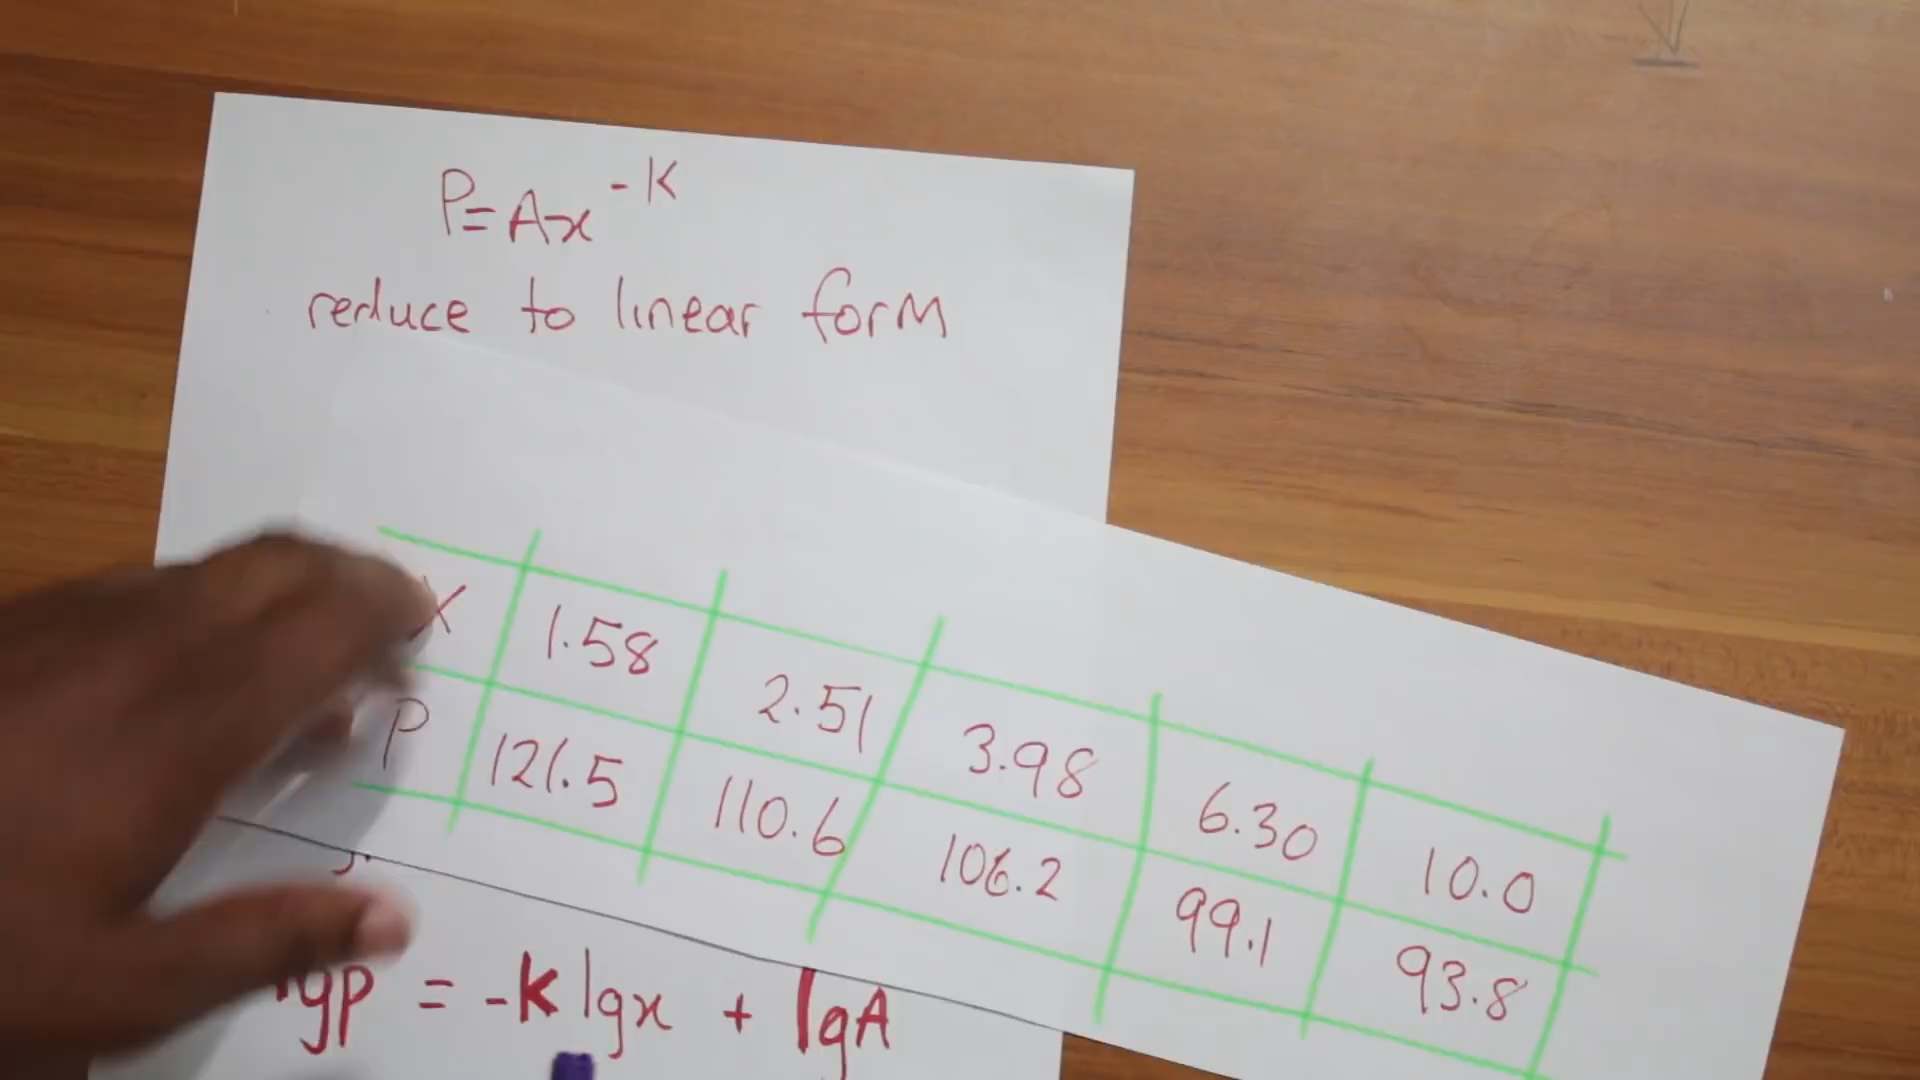 P=Ax^-K
reduce to linear form
X 1.58 2.51 3.98 6.30 10.0
P 121.5 110.6 106.2 99.1 93.8
lgp = -K lgx + lgA